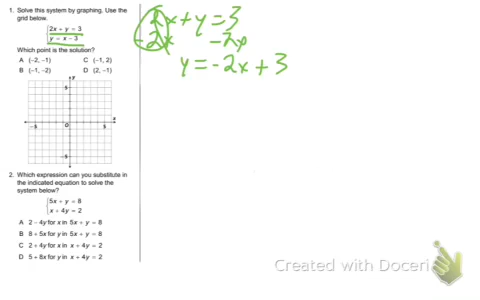 1. Solve this system by graphing. Use the
grid below.
2x + y = 3
y = x - 3
Which point is the solution?
A (-2, -1) C (-1, 2)
B (-1, -2) D (2, -1)
y
5
x
-5 O 5
-5
2. Which expression can you substitute in
the indicated equation to solve the
system below?
5x + y = 8
x + 4y = 2
A 2 - 4y for x in 5x + y = 8
B 8 + 5x for y in 5x + y = 8
C 2 + 4y for x in x + 4y = 2
D 5 + 8x for y in x + 4y = 2
2x + y = 3
-2x -2x
y = -2x + 3
Created with Doceri